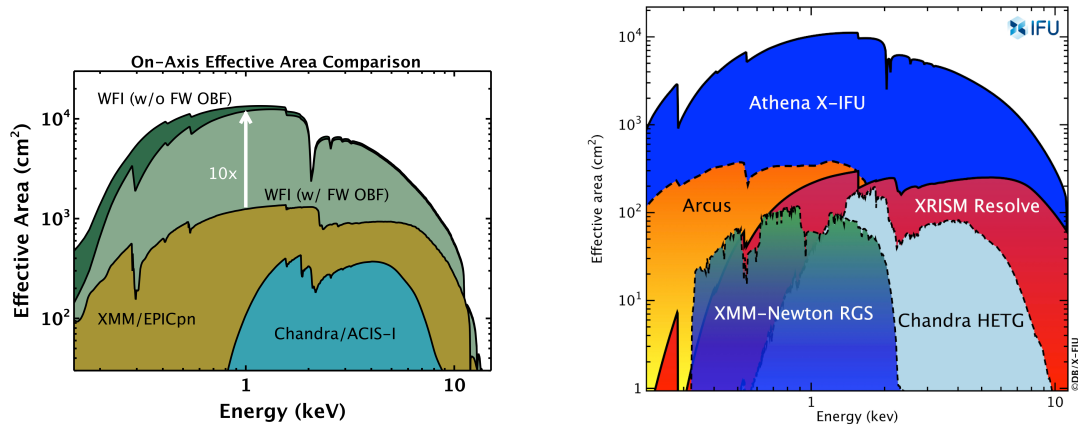 On-Axis Effective Area Comparison
WFI (w/o FW OBF)
10x
WFI (w/ FW OBF)
XMM/EPICpn
Chandra/ACIS-I
Effective Area (cm²)
10⁴
10³
10²
1
10
Energy (keV)
IFU
Athena X-IFU
Arcus
XRISM Resolve
XMM-Newton RGS
Chandra HETG
Effective area (cm²)
10⁴
10³
10²
10¹
1
1
10
Energy (kev)
©DB/X-FIU